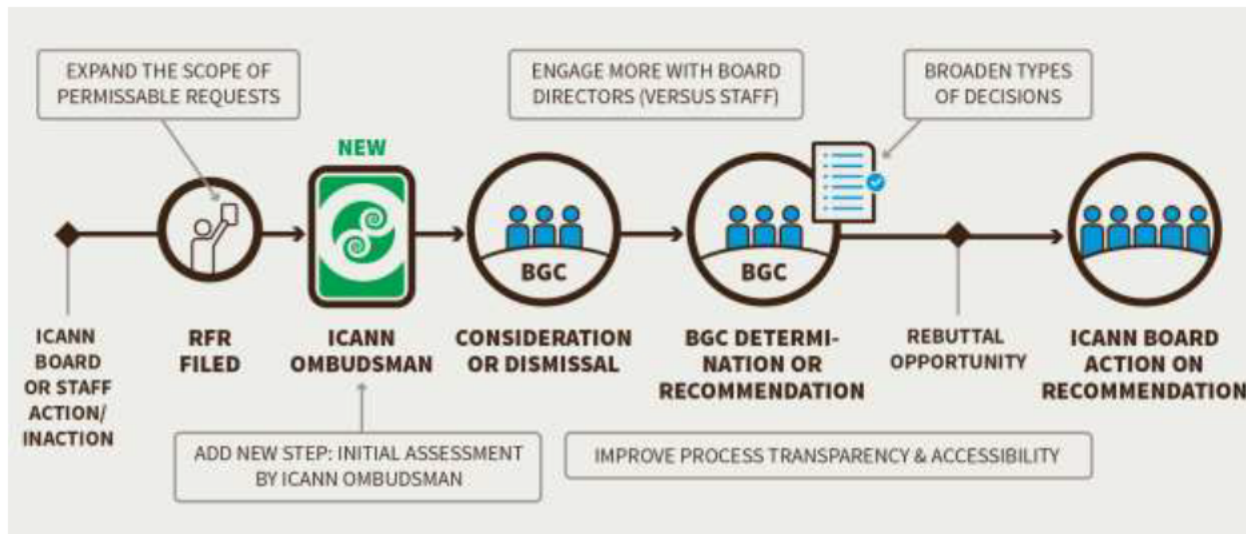 EXPAND THE SCOPE OF
PERMISSABLE REQUESTS
ENGAGE MORE WITH BOARD
DIRECTORS (VERSUS STAFF)
BROADEN TYPES
OF DECISIONS
NEW
BGC
BGC
ICANN
BOARD
OR STAFF
ACTION/
INACTION
RFR
FILED
ICANN
OMBUDSMAN
CONSIDERATION
OR DISMISSAL
BGC DETERMI-
NATION OR
RECOMMENDATION
REBUTTAL
OPPORTUNITY
ICANN BOARD
ACTION ON
RECOMMENDATION
ADD NEW STEP: INITIAL ASSESSMENT
BY ICANN OMBUDSMAN
IMPROVE PROCESS TRANSPARENCY & ACCESSIBILITY